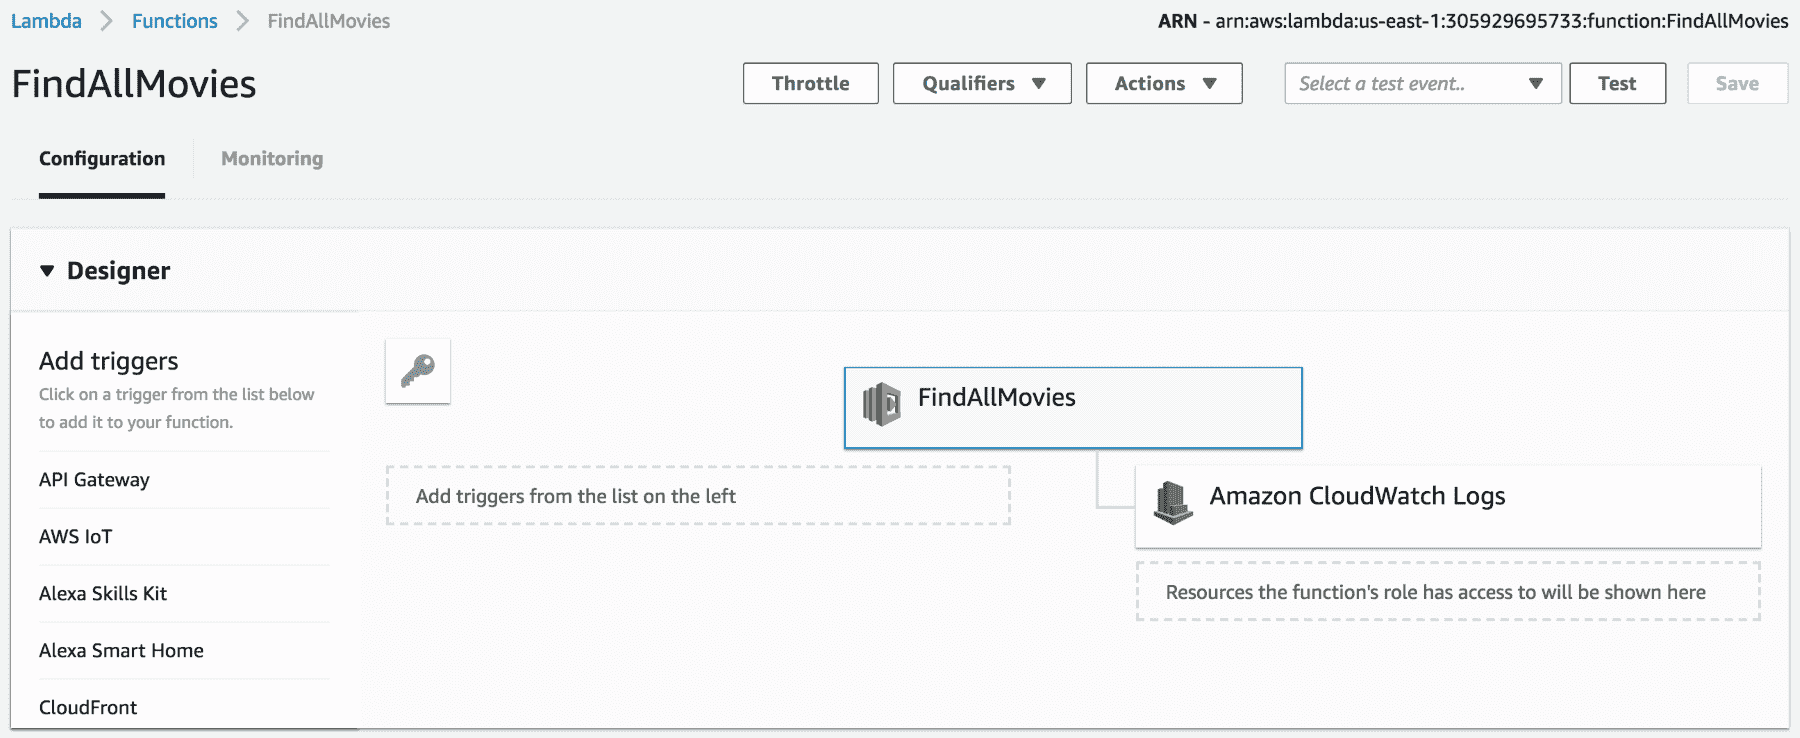 Lambda > Functions > FindAllMovies
ARN - arn:aws:lambda:us-east-1:305929695733:function:FindAllMovies
FindAllMovies
Throttle
Qualifiers
Actions
Select a test event..
Test
Save
Configuration
Monitoring
Designer
Add triggers
Click on a trigger from the list below
to add it to your function.
API Gateway
AWS IoT
Alexa Skills Kit
Alexa Smart Home
CloudFront
Add triggers from the list on the left
FindAllMovies
Amazon CloudWatch Logs
Resources the function's role has access to will be shown here